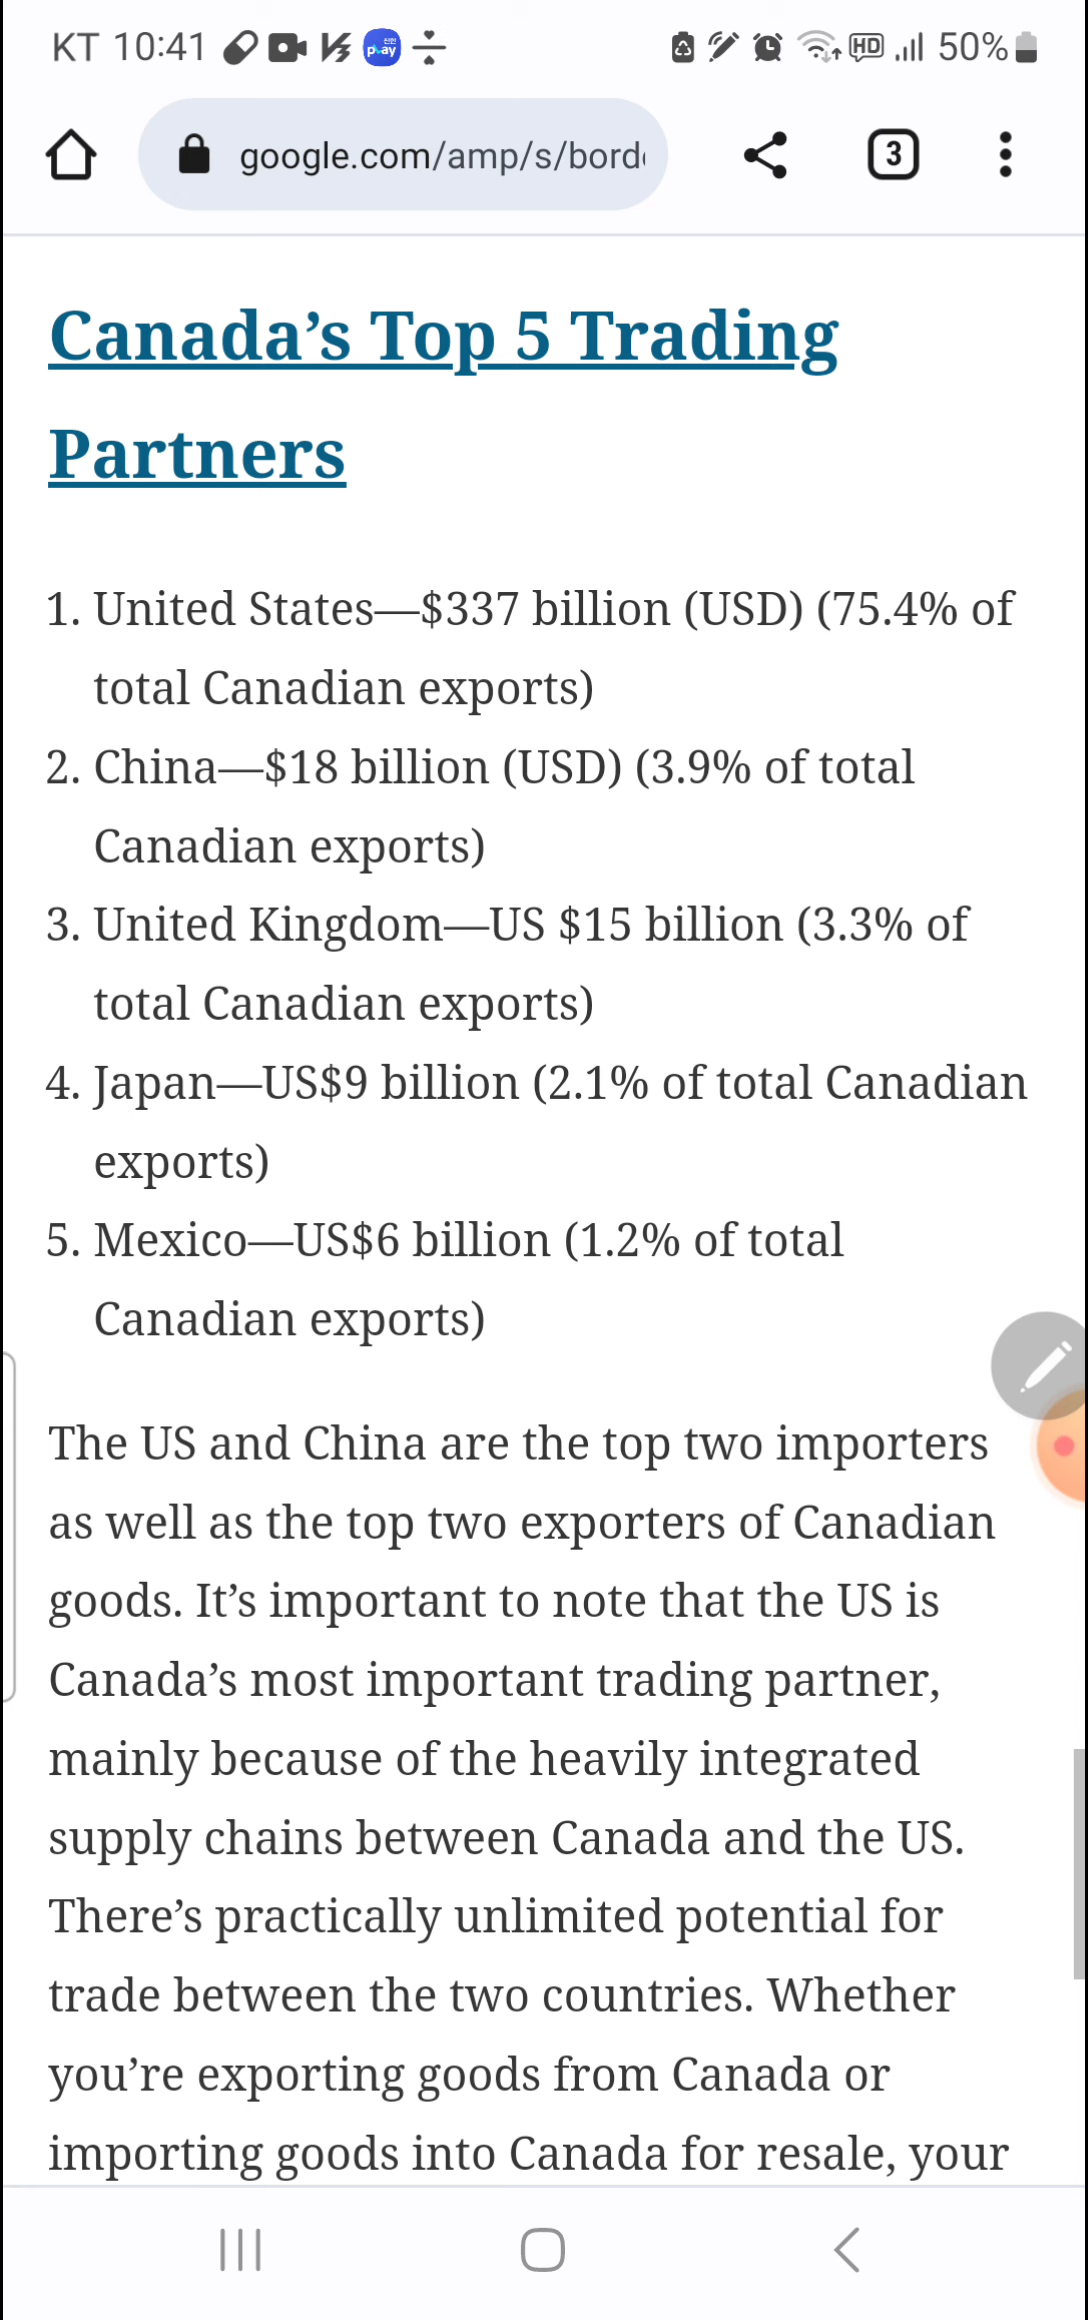 KT 10:41 신한 pLay HD 50%
google.com/amp/s/bord
3
Canada’s Top 5 Trading
Partners
1. United States—$337 billion (USD) (75.4% of
total Canadian exports)
2. China—$18 billion (USD) (3.9% of total
Canadian exports)
3. United Kingdom—US $15 billion (3.3% of
total Canadian exports)
4. Japan—US$9 billion (2.1% of total Canadian
exports)
5. Mexico—US$6 billion (1.2% of total
Canadian exports)
The US and China are the top two importers
as well as the top two exporters of Canadian
goods. It’s important to note that the US is
Canada’s most important trading partner,
mainly because of the heavily integrated
supply chains between Canada and the US.
There’s practically unlimited potential for
trade between the two countries. Whether
you’re exporting goods from Canada or
importing goods into Canada for resale, your